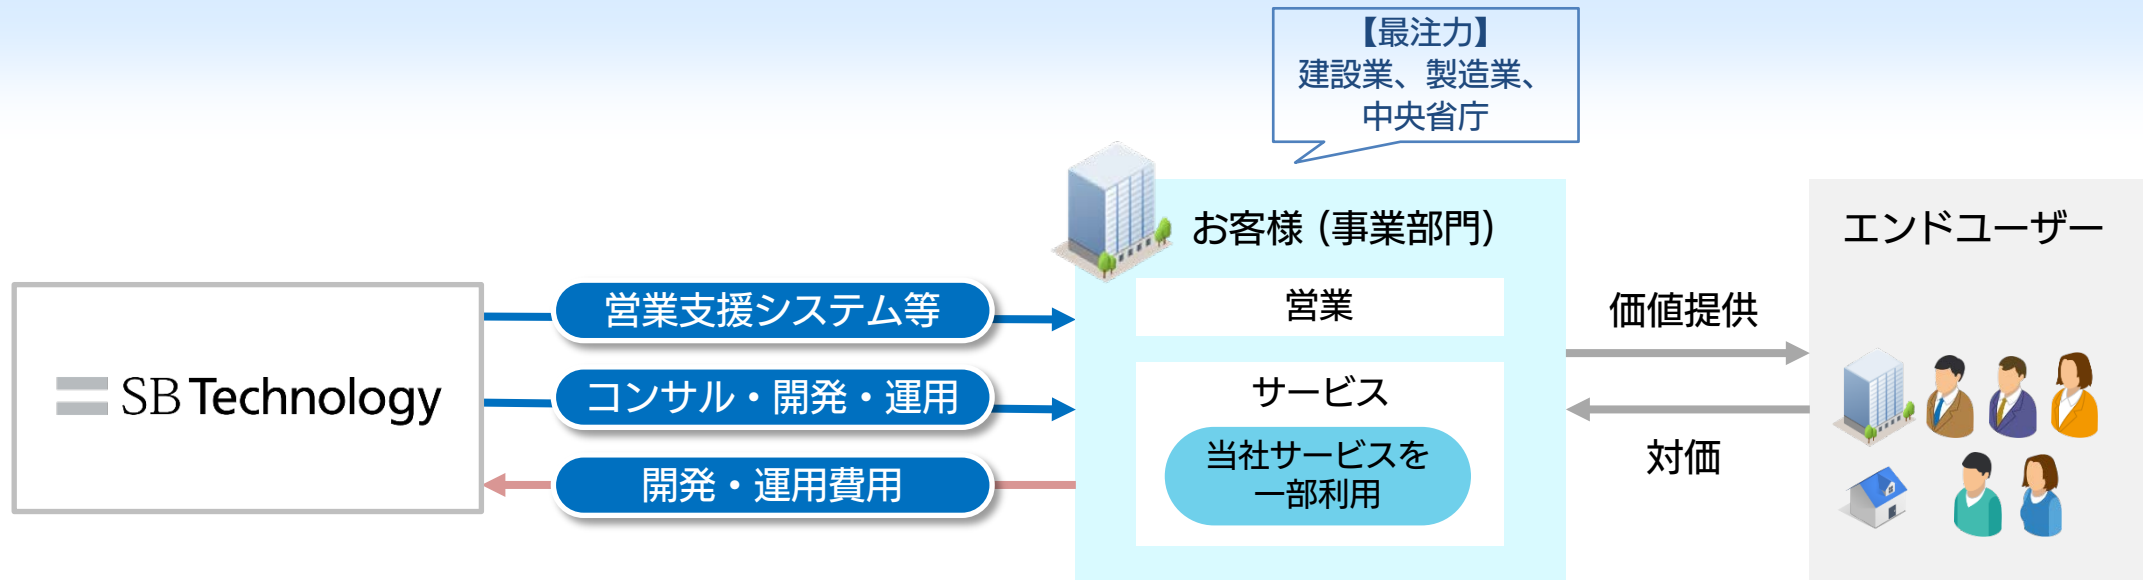 【最注力】
建設業、製造業、
中央省庁
お客様（事業部門）
エンドユーザー
営業支援システム等
営業
価値提供
SB Technology
コンサル・開発・運用
サービス
当社サービスを
一部利用
対価
開発・運用費用